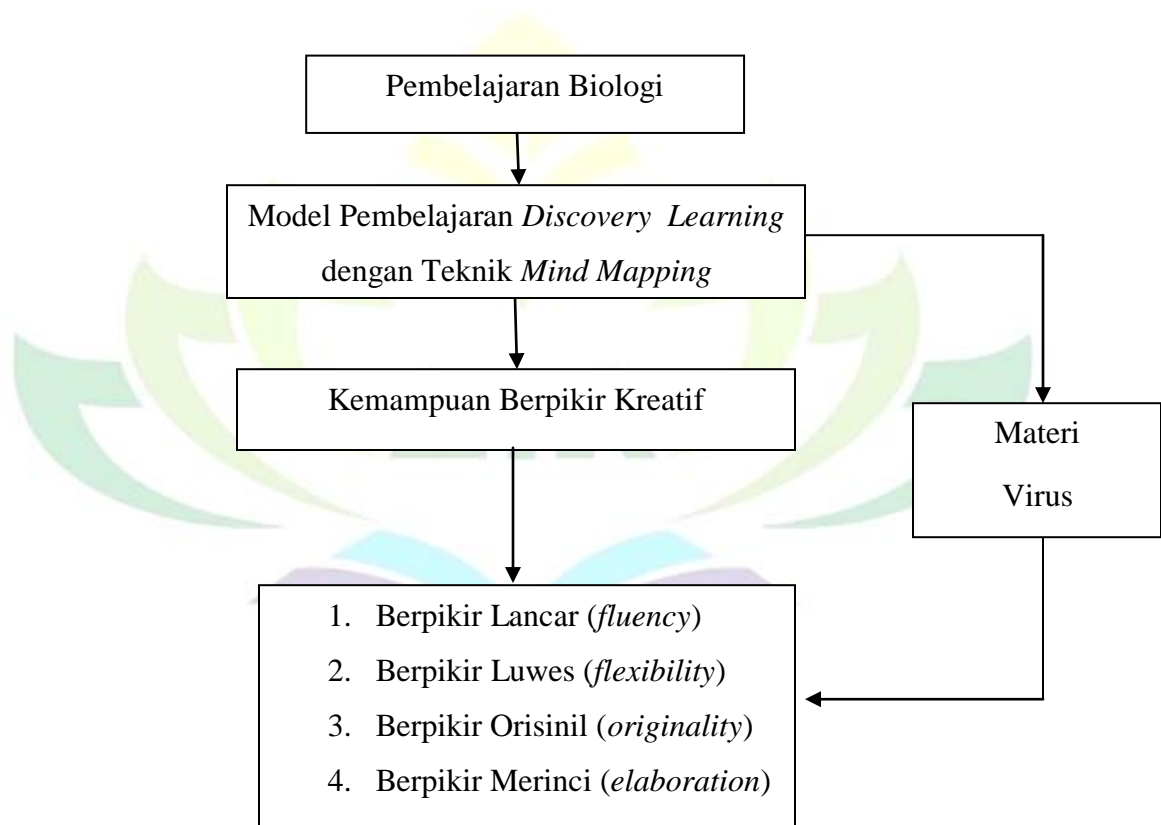 Pembelajaran Biologi
Model Pembelajaran Discovery Learning
dengan Teknik Mind Mapping
Kemampuan Berpikir Kreatif
Materi
Virus
1. Berpikir Lancar (fluency)
2. Berpikir Luwes (flexibility)
3. Berpikir Orisinil (originality)
4. Berpikir Merinci (elaboration)